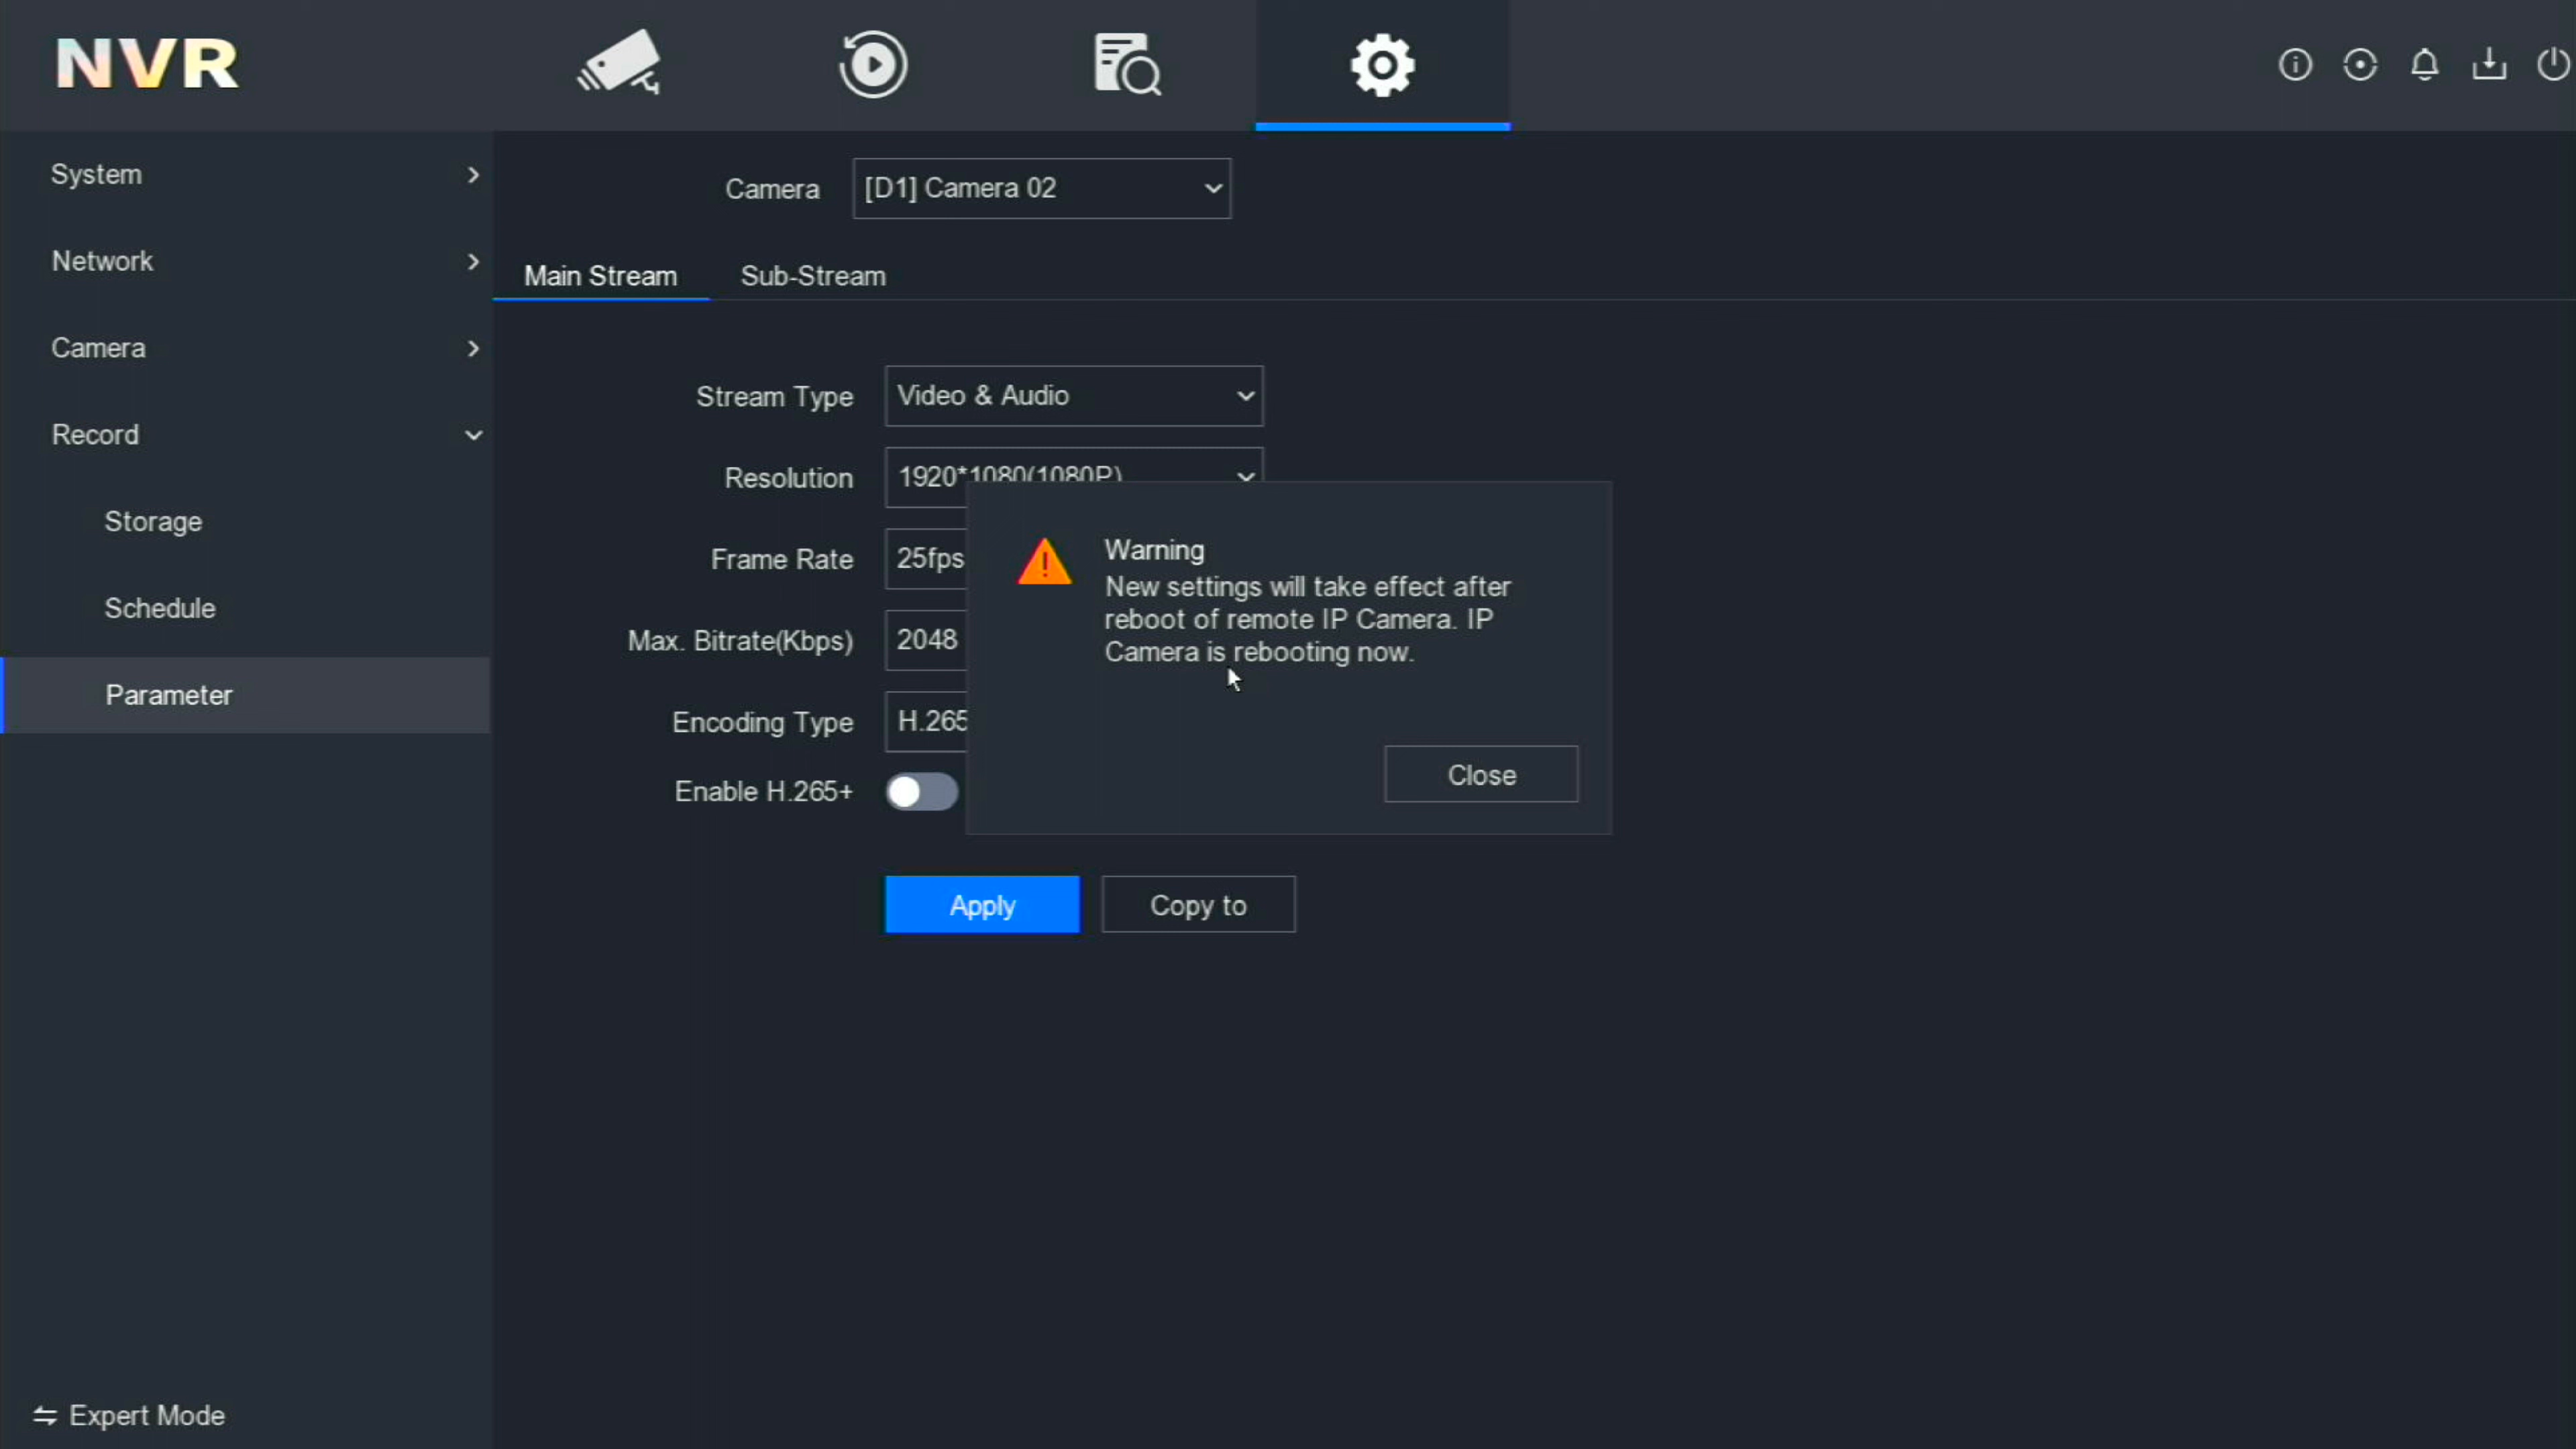 NVR
System
Network
Camera
Record
Storage
Schedule
Parameter
Expert Mode
Camera [D1] Camera 02
Main Stream Sub-Stream
Stream Type Video & Audio
Resolution 1920*1080(1080P)
Frame Rate 25fps
Max. Bitrate(Kbps) 2048
Encoding Type H.265
Enable H.265+
Warning
New settings will take effect after
reboot of remote IP Camera. IP
Camera is rebooting now.
Close
Apply Copy to